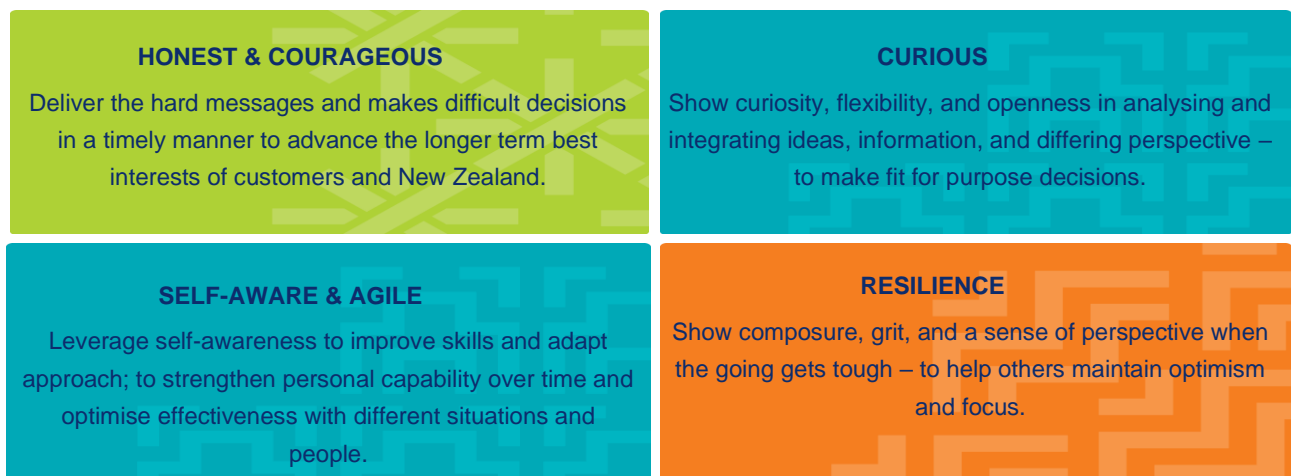 HONEST & COURAGEOUS
Deliver the hard messages and makes difficult decisions
in a timely manner to advance the longer term best
interests of customers and New Zealand.
CURIOUS
Show curiosity, flexibility, and openness in analysing and
integrating ideas, information, and differing perspective –
to make fit for purpose decisions.
SELF-AWARE & AGILE
Leverage self-awareness to improve skills and adapt
approach; to strengthen personal capability over time and
optimise effectiveness with different situations and
people.
RESILIENCE
Show composure, grit, and a sense of perspective when
the going gets tough – to help others maintain optimism
and focus.